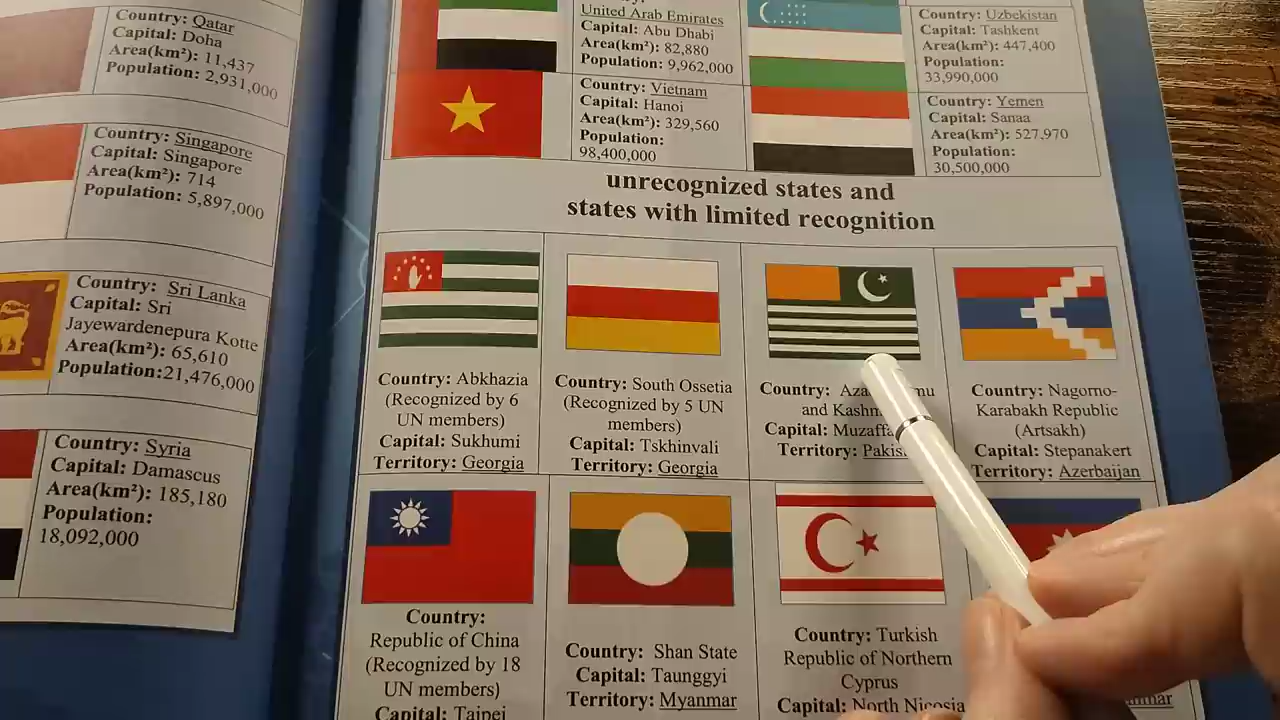 Country: Qatar
Capital: Doha
Area(km²): 11,437
Population: 2,931,000
Country: Singapore
Capital: Singapore
Area(km²): 714
Population: 5,897,000
Country: Sri Lanka
Capital: Sri
Jayewardenepura Kotte
Area(km²): 65,610
Population:21,476,000
Country: Syria
Capital: Damascus
Area(km²): 185,180
Population:
18,092,000
United Arab Emirates
Capital: Abu Dhabi
Area(km²): 82,880
Population: 9,962,000
Country: Uzbekistan
Capital: Tashkent
Area(km²): 447,400
Population:
33,990,000
Country: Vietnam
Capital: Hanoi
Area(km²): 329,560
Population:
98,400,000
Country: Yemen
Capital: Sanaa
Area(km²): 527,970
Population:
30,500,000
unrecognized states and
states with limited recognition
Country: Abkhazia
(Recognized by 6
UN members)
Capital: Sukhumi
Territory: Georgia
Country: South Ossetia
(Recognized by 5 UN
members)
Capital: Tskhinvali
Territory: Georgia
Country:
and
Capital:
Territory:
Country: Nagorno-
Karabakh Republic
(Artsakh)
Capital: Stepanakert
Territory: Azerbaijan
Country:
Republic of China
(Recognized by 18
UN members)
Capital: Taipei
Country: Shan State
Capital: Taunggyi
Territory: Myanmar
Country: Turkish
Republic of Northern
Cyprus
Capital: North Nicosia